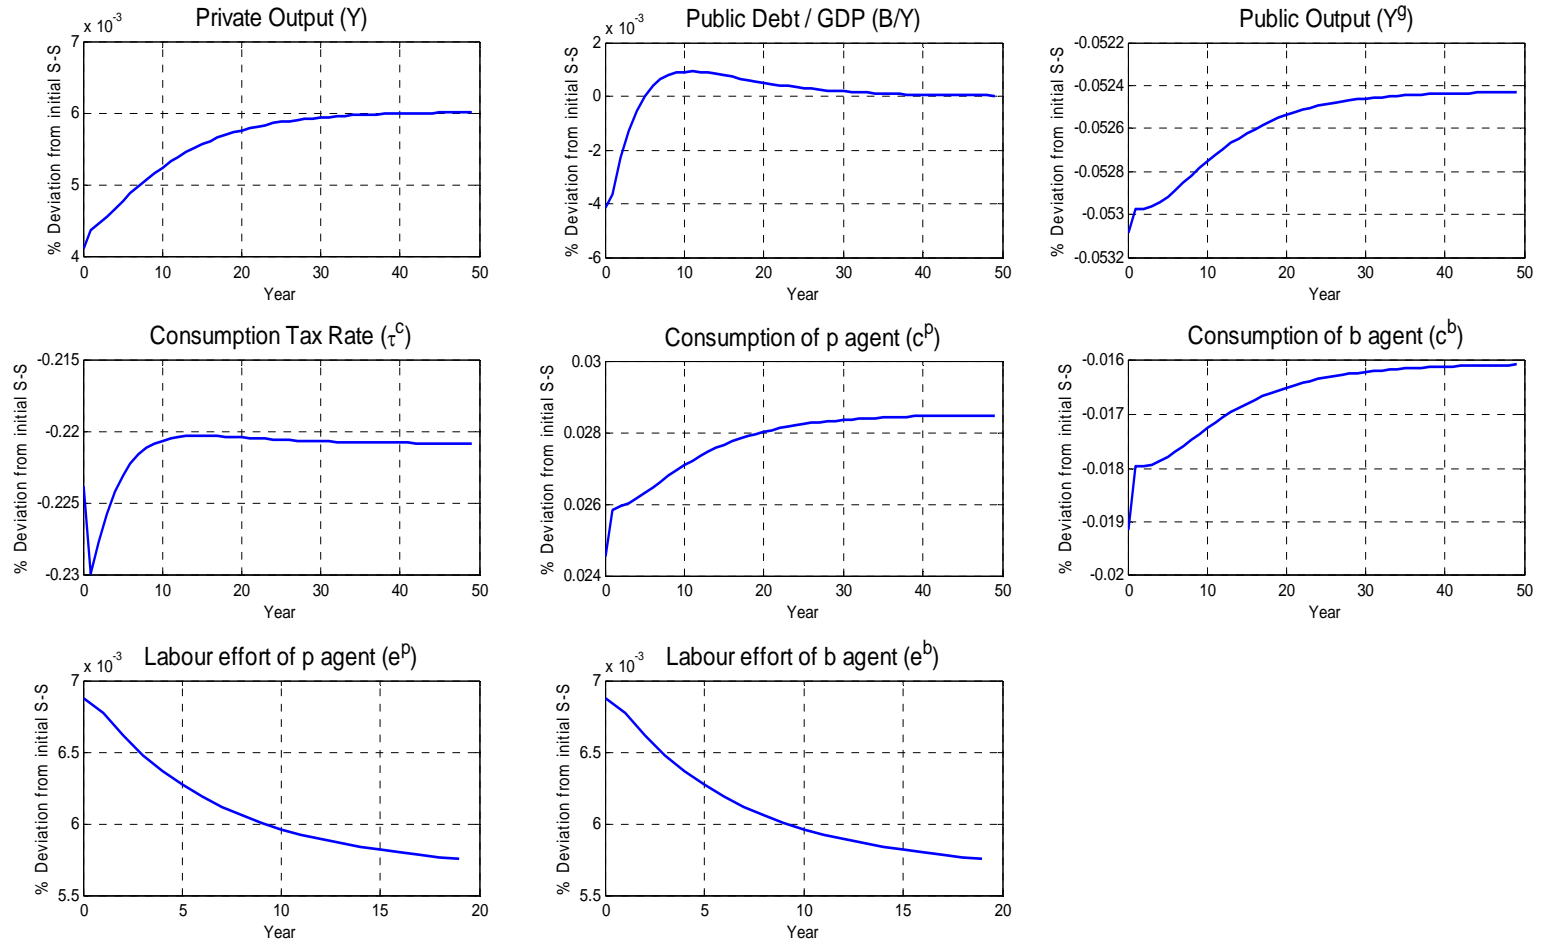 Private Output (Y)
x 10^-3
% Deviation from initial S-S
7
6
5
4
0 10 20 30 40 50
Year
Public Debt / GDP (B/Y)
x 10^-3
% Deviation from initial S-S
2
0
-2
-4
-6
0 10 20 30 40 50
Year
Public Output (Y^g)
% Deviation from initial S-S
-0.0522
-0.0524
-0.0526
-0.0528
-0.053
-0.0532
0 10 20 30 40 50
Year
Consumption Tax Rate (τ^c)
% Deviation from initial S-S
-0.215
-0.22
-0.225
-0.23
0 10 20 30 40 50
Year
Consumption of p agent (c^p)
% Deviation from initial S-S
0.03
0.028
0.026
0.024
0 10 20 30 40 50
Year
Consumption of b agent (c^b)
% Deviation from initial S-S
-0.016
-0.017
-0.018
-0.019
-0.02
0 10 20 30 40 50
Year
Labour effort of p agent (e^p)
x 10^-3
% Deviation from initial S-S
7
6.5
6
5.5
0 5 10 15 20
Year
Labour effort of b agent (e^b)
x 10^-3
% Deviation from initial S-S
7
6.5
6
5.5
0 5 10 15 20
Year